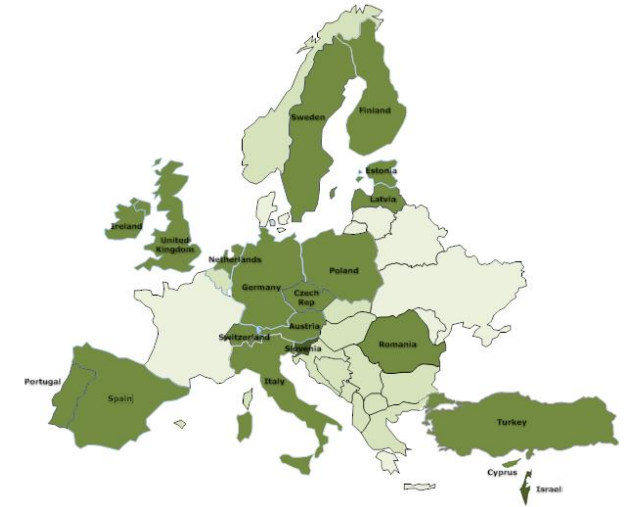 Finland
Sweden
Estonia
Latvia
Ireland
United
Kingdom
Netherlands
Poland
Germany
Czech
Rep
Austria
Switzerland
Slovenia
Romania
Portugal
Italy
Spain
Turkey
Cyprus
Israel